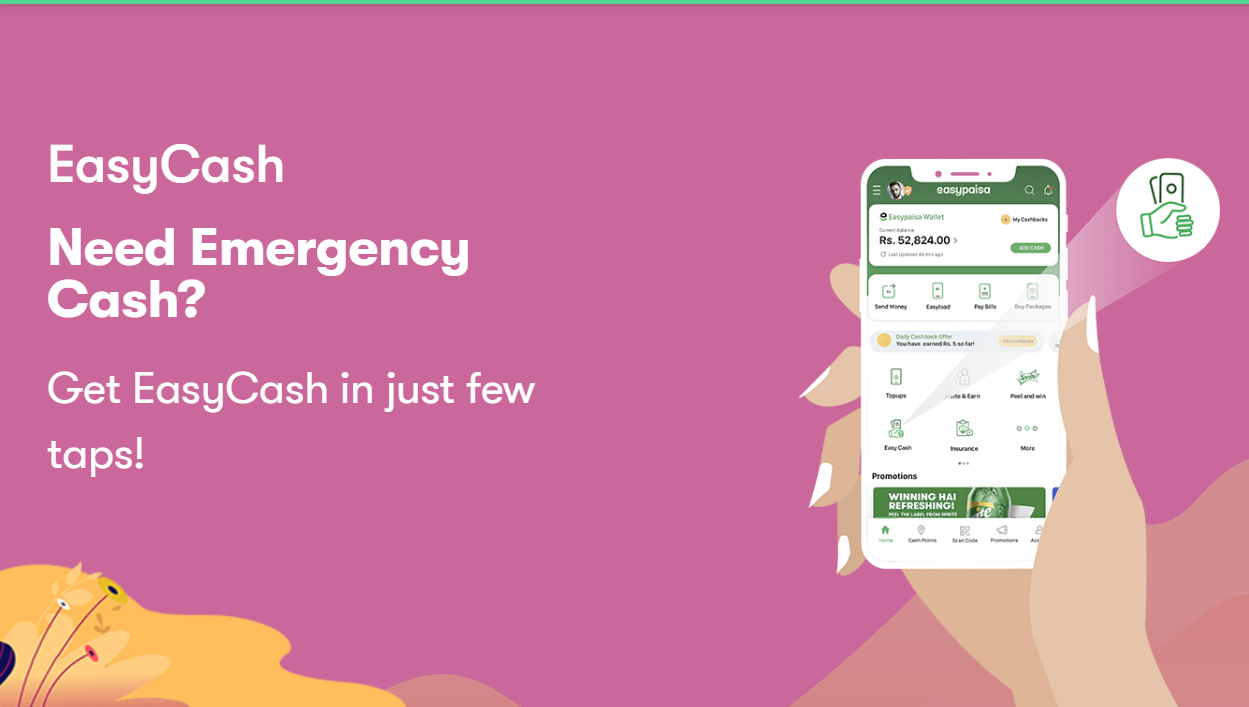 EasyCash
Need Emergency
Cash?
Get EasyCash in just few
taps!
easypaisa
Easypaisa Wallet
My Cashbacks
Current Balance
Rs. 52,824.00
ADD CASH
Last Updated 45 min ago
Send Money Easyload Pay Bills Buy Packages
Daily Cashback Offer
You have earned Rs. 5 so far!
Topups & Earn Peel and win
Easy Cash Insurance More
Promotions
WINNING HAI
REFRESHING!
PEEL THE LABEL FROM SPRITE
Home Cash Points Scan Code Promotions